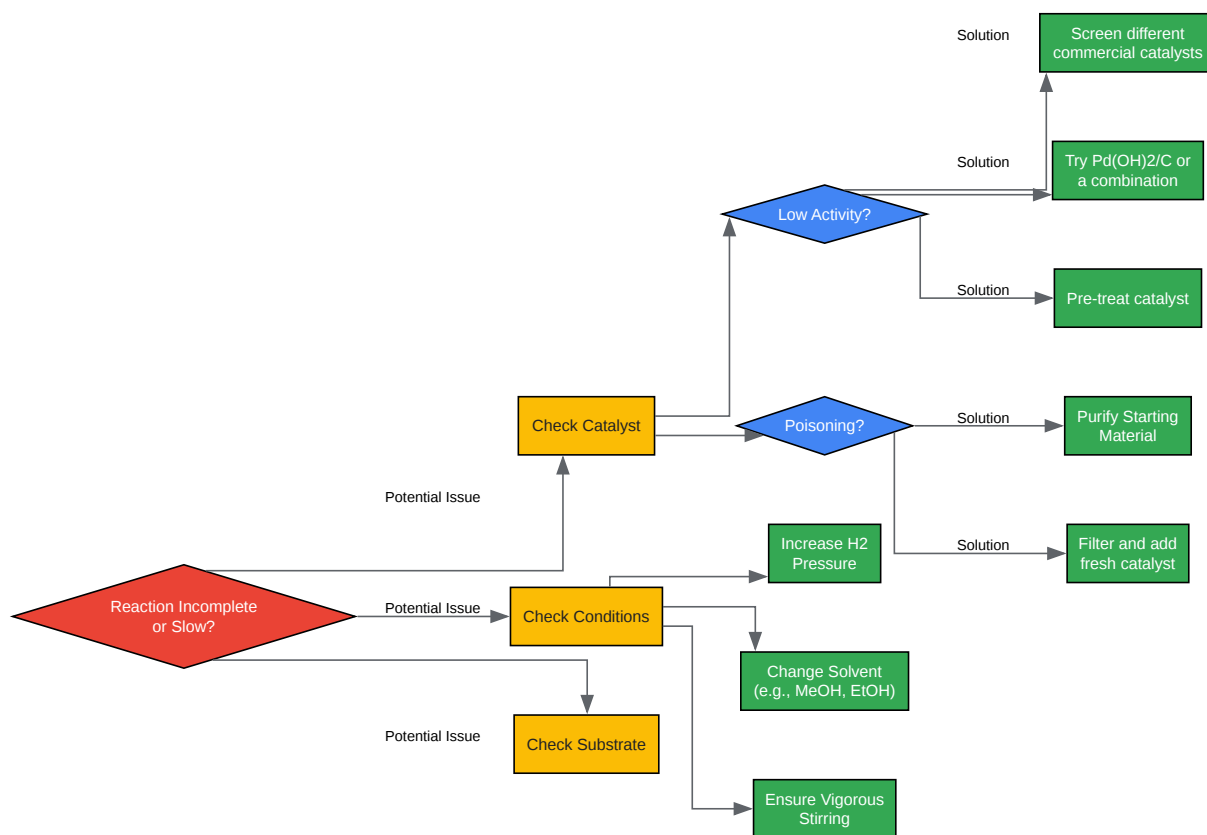 Solution
Screen different
commercial catalysts
Solution
Try Pd(OH)2/C or
a combination
Low Activity?
Solution
Pre-treat catalyst
Check Catalyst
Poisoning?
Solution
Purify Starting
Material
Potential Issue
Increase H2
Pressure
Solution
Filter and add
fresh catalyst
Reaction Incomplete
or Slow?
Potential Issue
Check Conditions
Change Solvent
(e.g., MeOH, EtOH)
Potential Issue
Check Substrate
Ensure Vigorous
Stirring